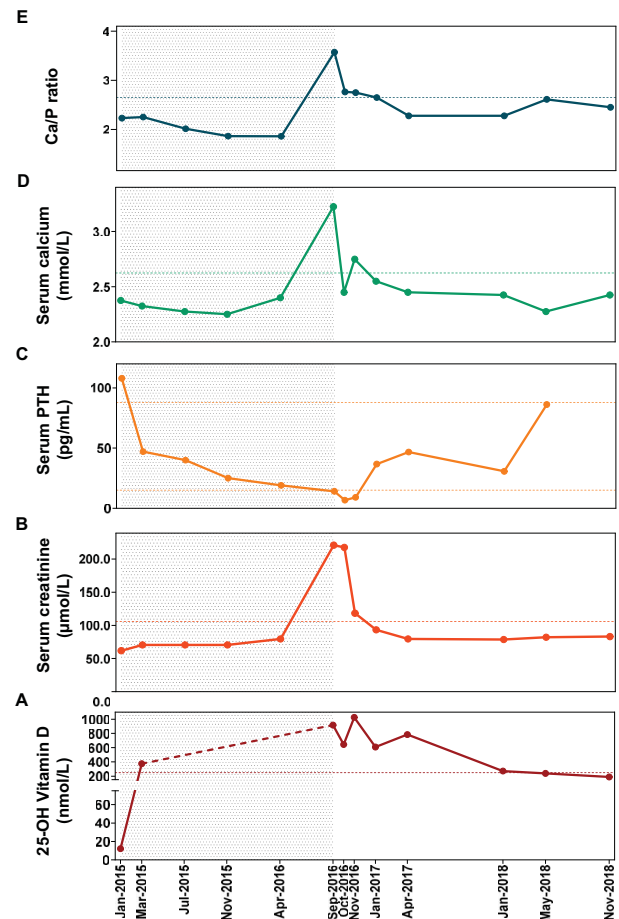 E
Ca/P ratio
4
3
2
D
Serum calcium
(mmol/L)
3.0
2.5
2.0
C
Serum PTH
(pg/mL)
100
50
0
B
Serum creatinine
(µmol/L)
200.0
150.0
100.0
50.0
0.0
A
25-OH Vitamin D
(nmol/L)
1000
800
600
400
200
60
40
20
0
Jan-2015
Mar-2015
Jul-2015
Nov-2015
Apr-2016
Sep-2016
Oct-2016
Nov-2016
Jan-2017
Apr-2017
Jan-2018
May-2018
Nov-2018